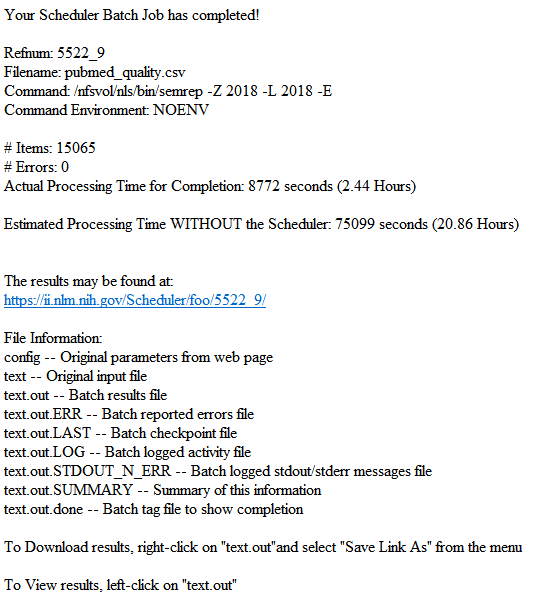 Your Scheduler Batch Job has completed!
Refnum: 5522_9
Filename: pubmed_quality.csv
Command: /nfsvol/nls/bin/semrep -Z 2018 -L 2018 -E
Command Environment: NOENV
# Items: 15065
# Errors: 0
Actual Processing Time for Completion: 8772 seconds (2.44 Hours)
Estimated Processing Time WITHOUT the Scheduler: 75099 seconds (20.86 Hours)
The results may be found at:
https://ii.nlm.nih.gov/Scheduler/foo/5522_9/
File Information:
config -- Original parameters from web page
text -- Original input file
text.out -- Batch results file
text.out.ERR -- Batch reported errors file
text.out.LAST -- Batch checkpoint file
text.out.LOG -- Batch logged activity file
text.out.STDOUT_N_ERR -- Batch logged stdout/stderr messages file
text.out.SUMMARY -- Summary of this information
text.out.done -- Batch tag file to show completion
To Download results, right-click on "text.out"and select "Save Link As" from the menu
To View results, left-click on "text.out"